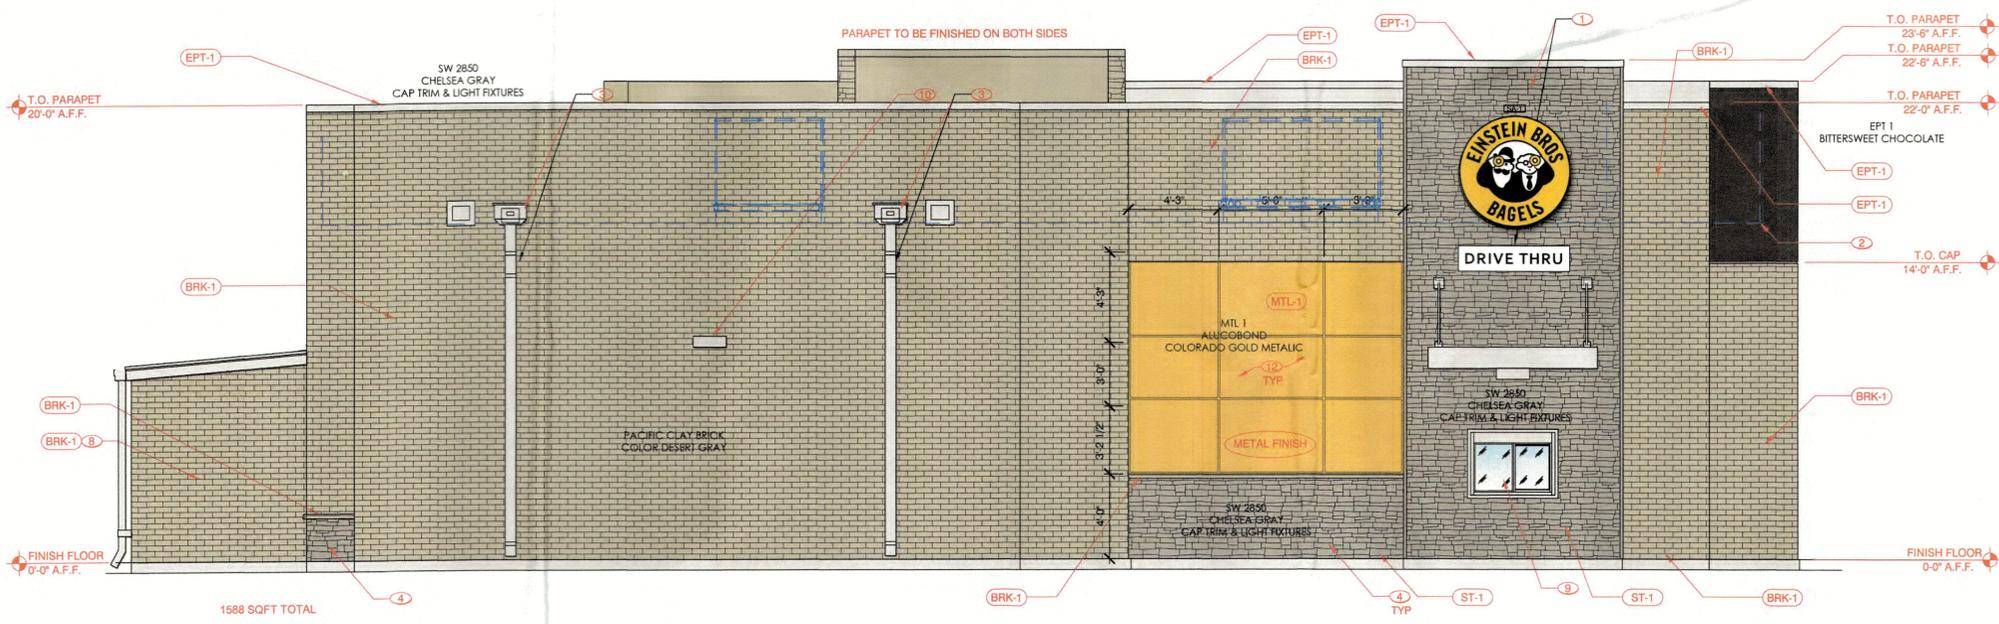 PARAPET TO BE FINISHED ON BOTH SIDES
EPT-1
SW 2850
CHELSEA GRAY
CAP TRIM & LIGHT FIXTURES
T.O. PARAPET
20'-0" A.F.F.
3
10
3
EPT-1
BRK-1
EPT-1
1
BRK-1
T.O. PARAPET
23'-6" A.F.F.
T.O. PARAPET
22'-6" A.F.F.
T.O. PARAPET
22'-0" A.F.F.
EPT 1
BITTERSWEET CHOCOLATE
EPT-1
EPT-1
2
T.O. CAP
14'-0" A.F.F.
EINSTEIN BROS
BAGELS
DRIVE THRU
4'-3"
5'-0"
4'-3"
3'-0"
3'-2 1/2"
4'-0"
MTL-1
MTL 1
ALUCOBOND
COLORADO GOLD METALIC
12
TYP
METAL FINISH
SW 2850
CHELSEA GRAY
CAP TRIM & LIGHT FIXTURES
SW 2850
CHELSEA GRAY
CAP TRIM & LIGHT FIXTURES
BRK-1
BRK-1
BRK-1
8
PACIFIC CLAY BRICK
COLOR DESERT GRAY
BRK-1
FINISH FLOOR
0'-0" A.F.F.
FINISH FLOOR
0-0" A.F.F.
4
1588 SQFT TOTAL
BRK-1
4
TYP
ST-1
9
ST-1
BRK-1